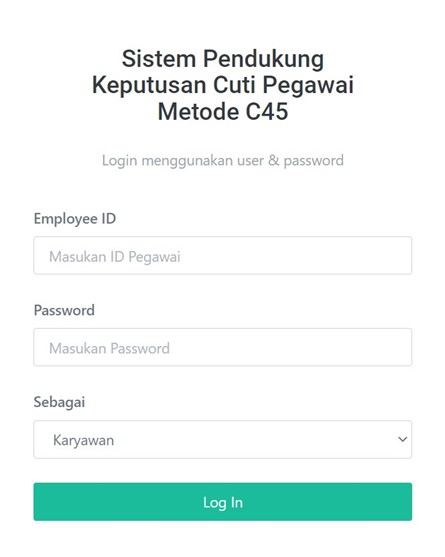 Sistem Pendukung
Keputusan Cuti Pegawai
Metode C45
Login menggunakan user & password
Employee ID
Masukan ID Pegawai
Password
Masukan Password
Sebagai
Karyawan
Log In